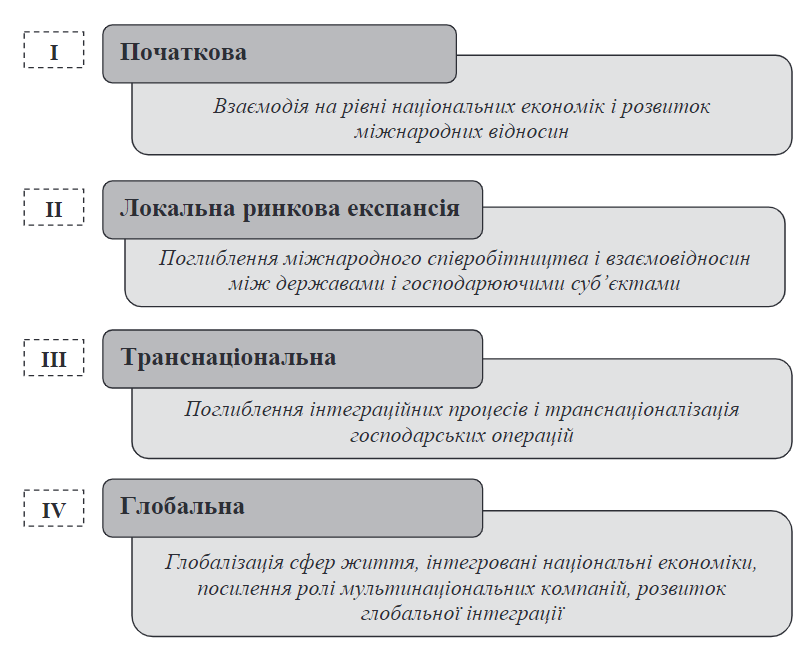 I
Початкова
Взаємодія на рівні національних економік і розвиток
міжнародних відносин
II
Локальна ринкова експансія
Поглиблення міжнародного співробітництва і взаємовідносин
між державами і господарюючими суб’єктами
III
Транснаціональна
Поглиблення інтеграційних процесів і транснаціоналізація
господарських операцій
IV
Глобальна
Глобалізація сфер життя, інтегровані національні економіки,
посилення ролі мультинаціональних компаній, розвиток
глобальної інтеграції